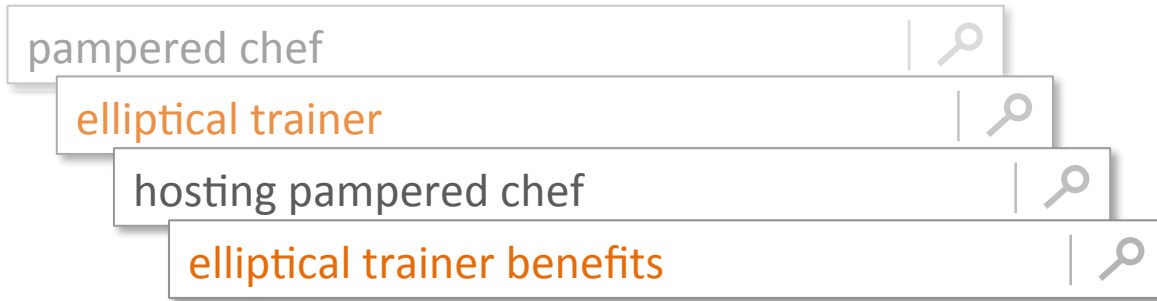 pampered chef
elliptical trainer
hosting pampered chef
elliptical trainer benefits